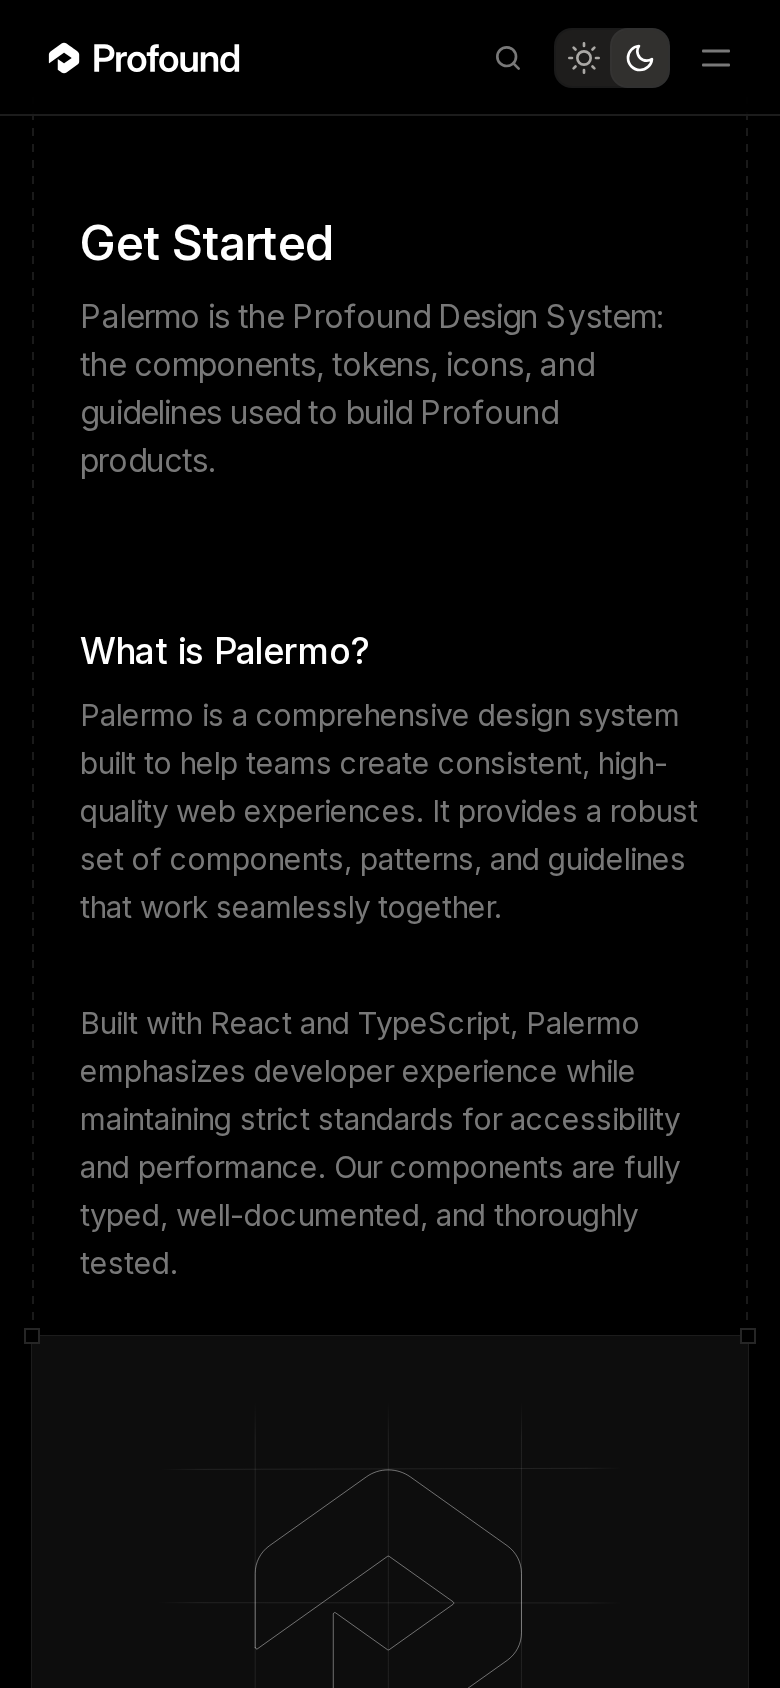 Profound
Get Started
Palermo is the Profound Design System:
the components, tokens, icons, and
guidelines used to build Profound
products.
What is Palermo?
Palermo is a comprehensive design system
built to help teams create consistent, high-
quality web experiences. It provides a robust
set of components, patterns, and guidelines
that work seamlessly together.
Built with React and TypeScript, Palermo
emphasizes developer experience while
maintaining strict standards for accessibility
and performance. Our components are fully
typed, well-documented, and thoroughly
tested.